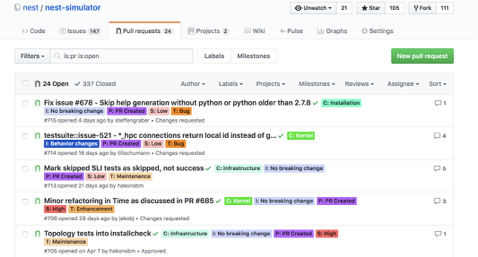 nest / nest-simulator
Unwatch 21 Star 105 Fork 111
Code Issues 147 Pull requests 24 Projects 2 Wiki Pulse Graphs Settings
Filters is:pr is:open Labels Milestones New pull request
24 Open 337 Closed Author Labels Projects Milestones Reviews Assignee Sort
Fix issue #678 - Skip help generation without python or python older than 2.7.8 C: Installation 1
I: No breaking change P: PR Created S: Low T: Bug
#715 opened 4 days ago by steffengraber • Changes requested
testsuite::issue-521 - *_hpc connections return local id instead of g... C: Kernel 4
I: Behavior changes P: PR Created S: Low T: Bug
#714 opened 16 days ago by tillschumann • Changes requested
Mark skipped SLI tests as skipped, not success C: Infrastructure I: No breaking change 5
P: PR Created S: Low T: Maintenance
#713 opened 21 days ago by hakonsbm
Minor refactoring in Time as discussed in PR #685 C: Kernel I: No breaking change P: PR Created 3
S: High T: Enhancement
#706 opened 28 days ago by jakobj • Changes requested
Topology tests into installcheck C: Infrastructure I: No breaking change P: PR Created S: High 1
T: Maintenance
#705 opened on Apr 7 by hakonsbm • Approved